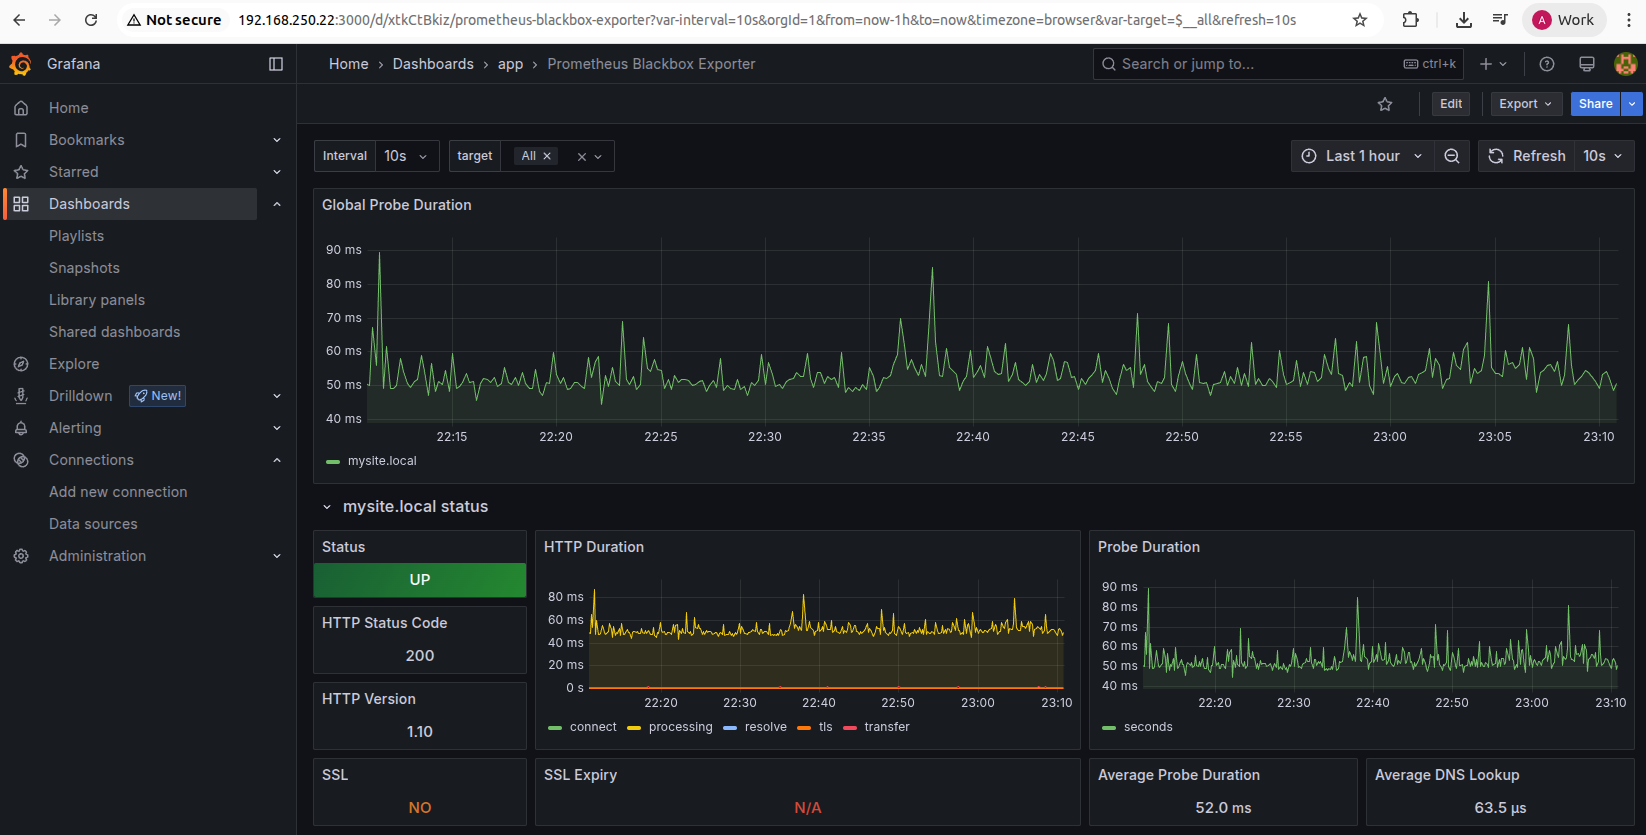 Not secure 192.168.250.22:3000/d/xtkCtBkiz/prometheus-blackbox-exporter?var-interval=10s&orgId=1&from=now-1h&to=now&timezone=browser&var-target=$__all&refresh=10s A Work
Grafana
Home › Dashboards › app › Prometheus Blackbox Exporter
Search or jump to... ctrl+k
Home
Bookmarks
Starred
Dashboards
Playlists
Snapshots
Library panels
Shared dashboards
Explore
Drilldown New!
Alerting
Connections
Add new connection
Data sources
Administration
Edit Export Share
Interval 10s target All
Last 1 hour Refresh 10s
Global Probe Duration
90 ms
80 ms
70 ms
60 ms
50 ms
40 ms
22:15 22:20 22:25 22:30 22:35 22:40 22:45 22:50 22:55 23:00 23:05 23:10
mysite.local
mysite.local status
Status
UP
HTTP Status Code
200
HTTP Version
1.10
SSL
NO
HTTP Duration
80 ms
60 ms
40 ms
20 ms
0 s
22:20 22:30 22:40 22:50 23:00 23:10
connect processing resolve tls transfer
SSL Expiry
N/A
Probe Duration
90 ms
80 ms
70 ms
60 ms
50 ms
40 ms
22:20 22:30 22:40 22:50 23:00 23:10
seconds
Average Probe Duration
52.0 ms
Average DNS Lookup
63.5 µs